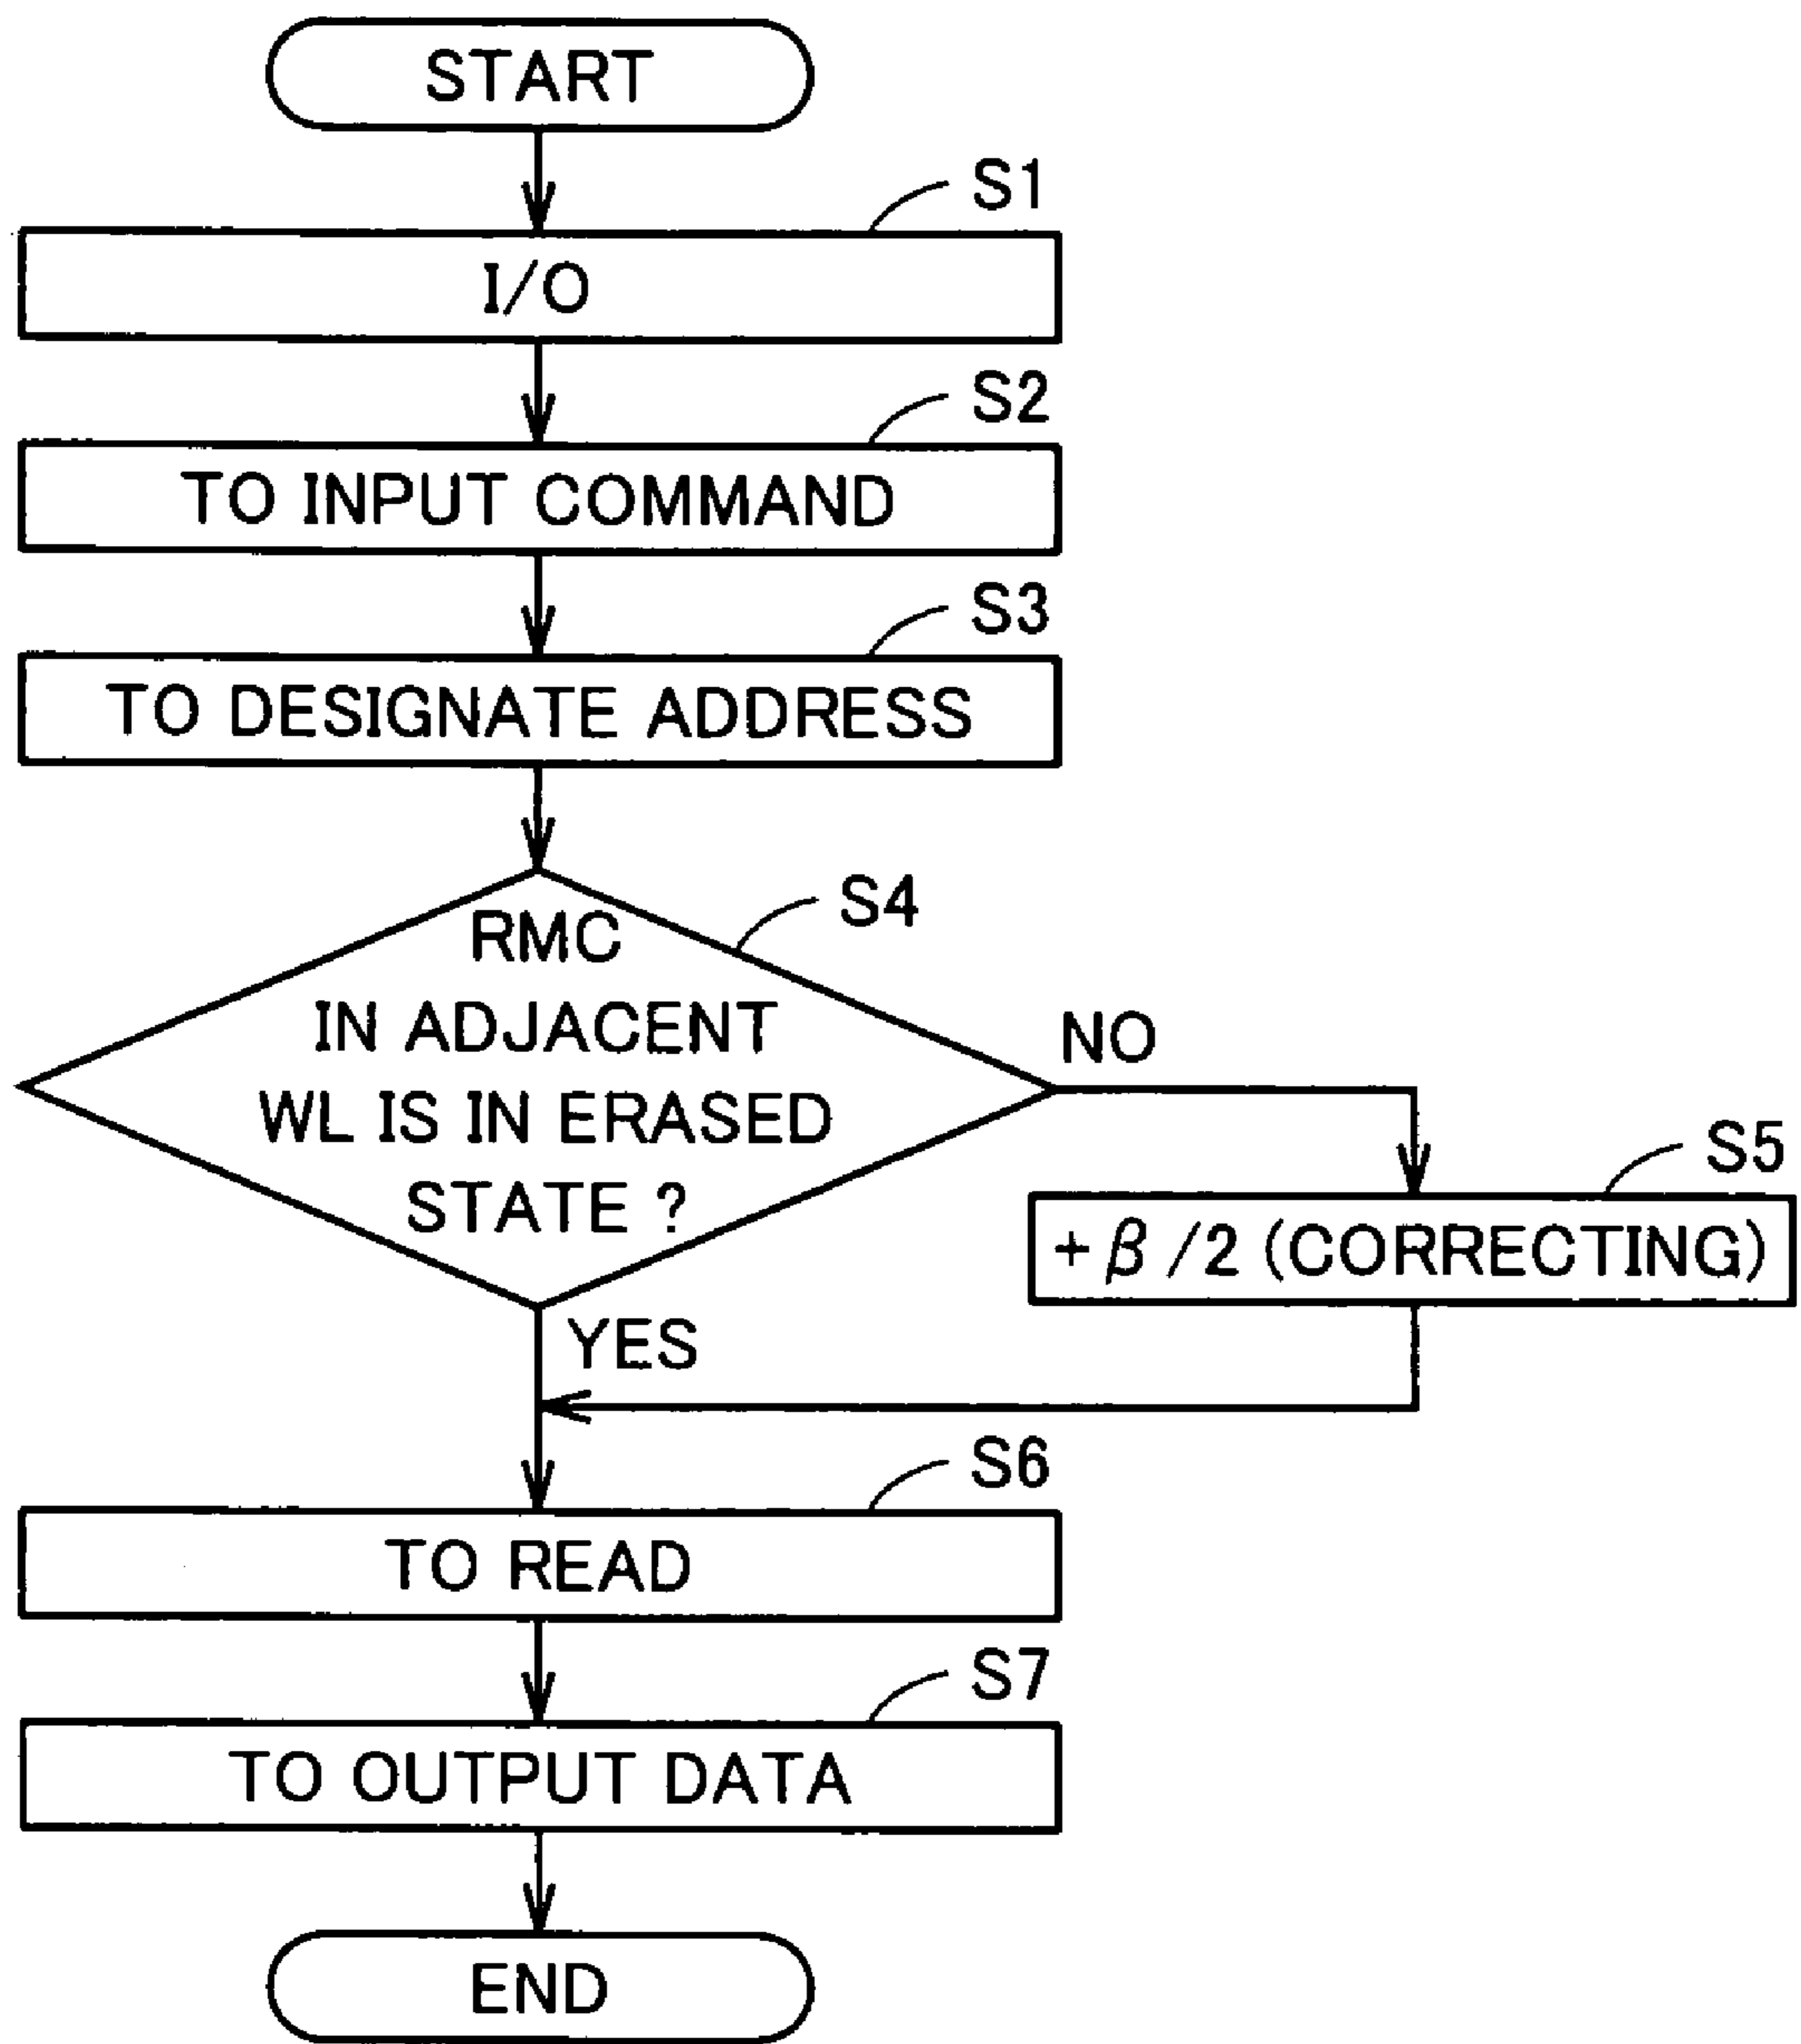 START
S1
I/O
S2
TO INPUT COMMAND
S3
TO DESIGNATE ADDRESS
S4
RMC
IN ADJACENT
WL IS IN ERASED
STATE ?
NO
S5
+ β /2 (CORRECTING)
YES
S6
TO READ
S7
TO OUTPUT DATA
END